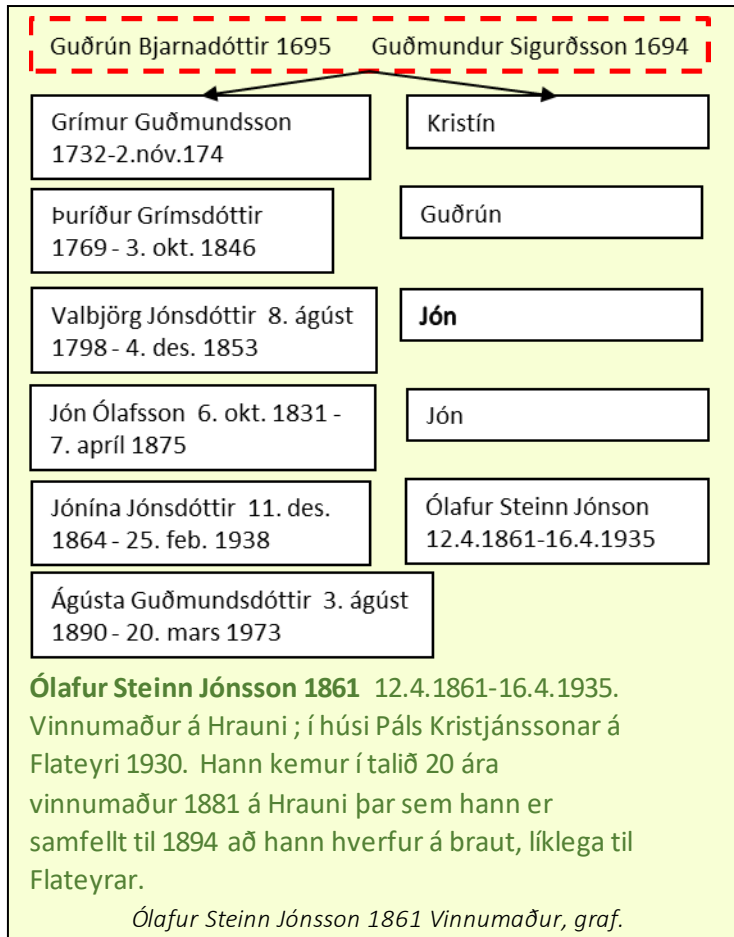 Guðrún Bjarnadóttir 1695 Guðmundur Sigurðsson 1694
Grímur Guðmundsson
1732-2.nóv.174
Kristín
Þuríður Grímsdóttir
1769 - 3. okt. 1846
Guðrún
Valbjörg Jónsdóttir 8. ágúst
1798 - 4. des. 1853
Jón
Jón Ólafsson 6. okt. 1831 -
7. apríl 1875
Jón
Jónína Jónsdóttir 11. des.
1864 - 25. feb. 1938
Ólafur Steinn Jónson
12.4.1861-16.4.1935
Ágústa Guðmundsdóttir 3. ágúst
1890 - 20. mars 1973
Ólafur Steinn Jónsson 1861 12.4.1861-16.4.1935.
Vinnumaður á Hrauni ; í húsi Páls Kristjánssonar á
Flateyri 1930. Hann kemur í talið 20 ára
vinnumaður 1881 á Hrauni þar sem hann er
samfellt til 1894 að hann hverfur á braut, líklega til
Flateyrar.
Ólafur Steinn Jónsson 1861 Vinnumaður, graf.